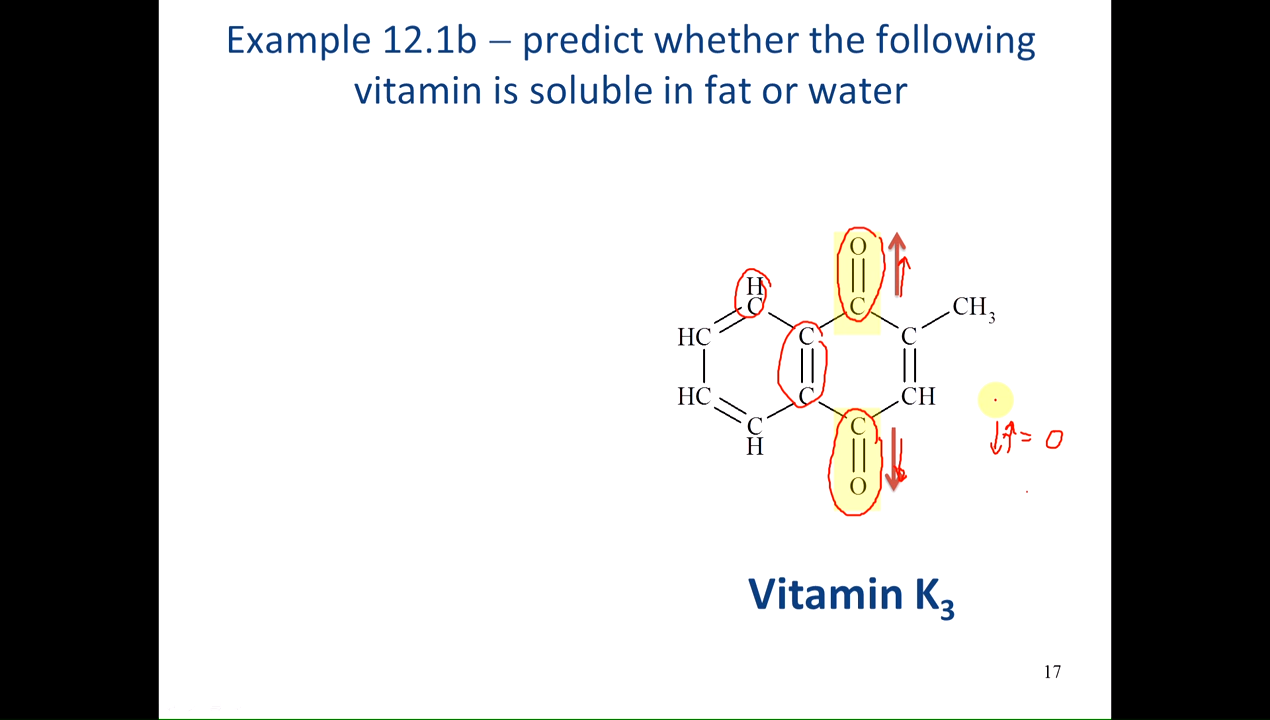 Example 12.1b – predict whether the following
vitamin is soluble in fat or water
O
H
C
C
CH3
HC
C
C
HC
C
CH
C
C
H
O
↓↑ = 0
Vitamin K3
17